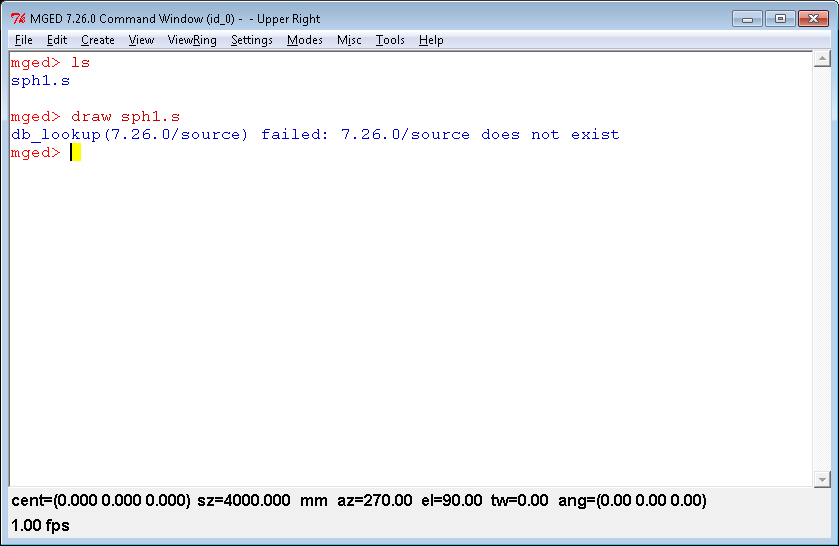 MGED 7.26.0 Command Window (id_0) - - Upper Right
File Edit Create View ViewRing Settings Modes Misc Tools Help
mged> ls
sph1.s
mged> draw sph1.s
db_lookup(7.26.0/source) failed: 7.26.0/source does not exist
mged>
cent=(0.000 0.000 0.000) sz=4000.000 mm az=270.00 el=90.00 tw=0.00 ang=(0.00 0.00 0.00)
1.00 fps